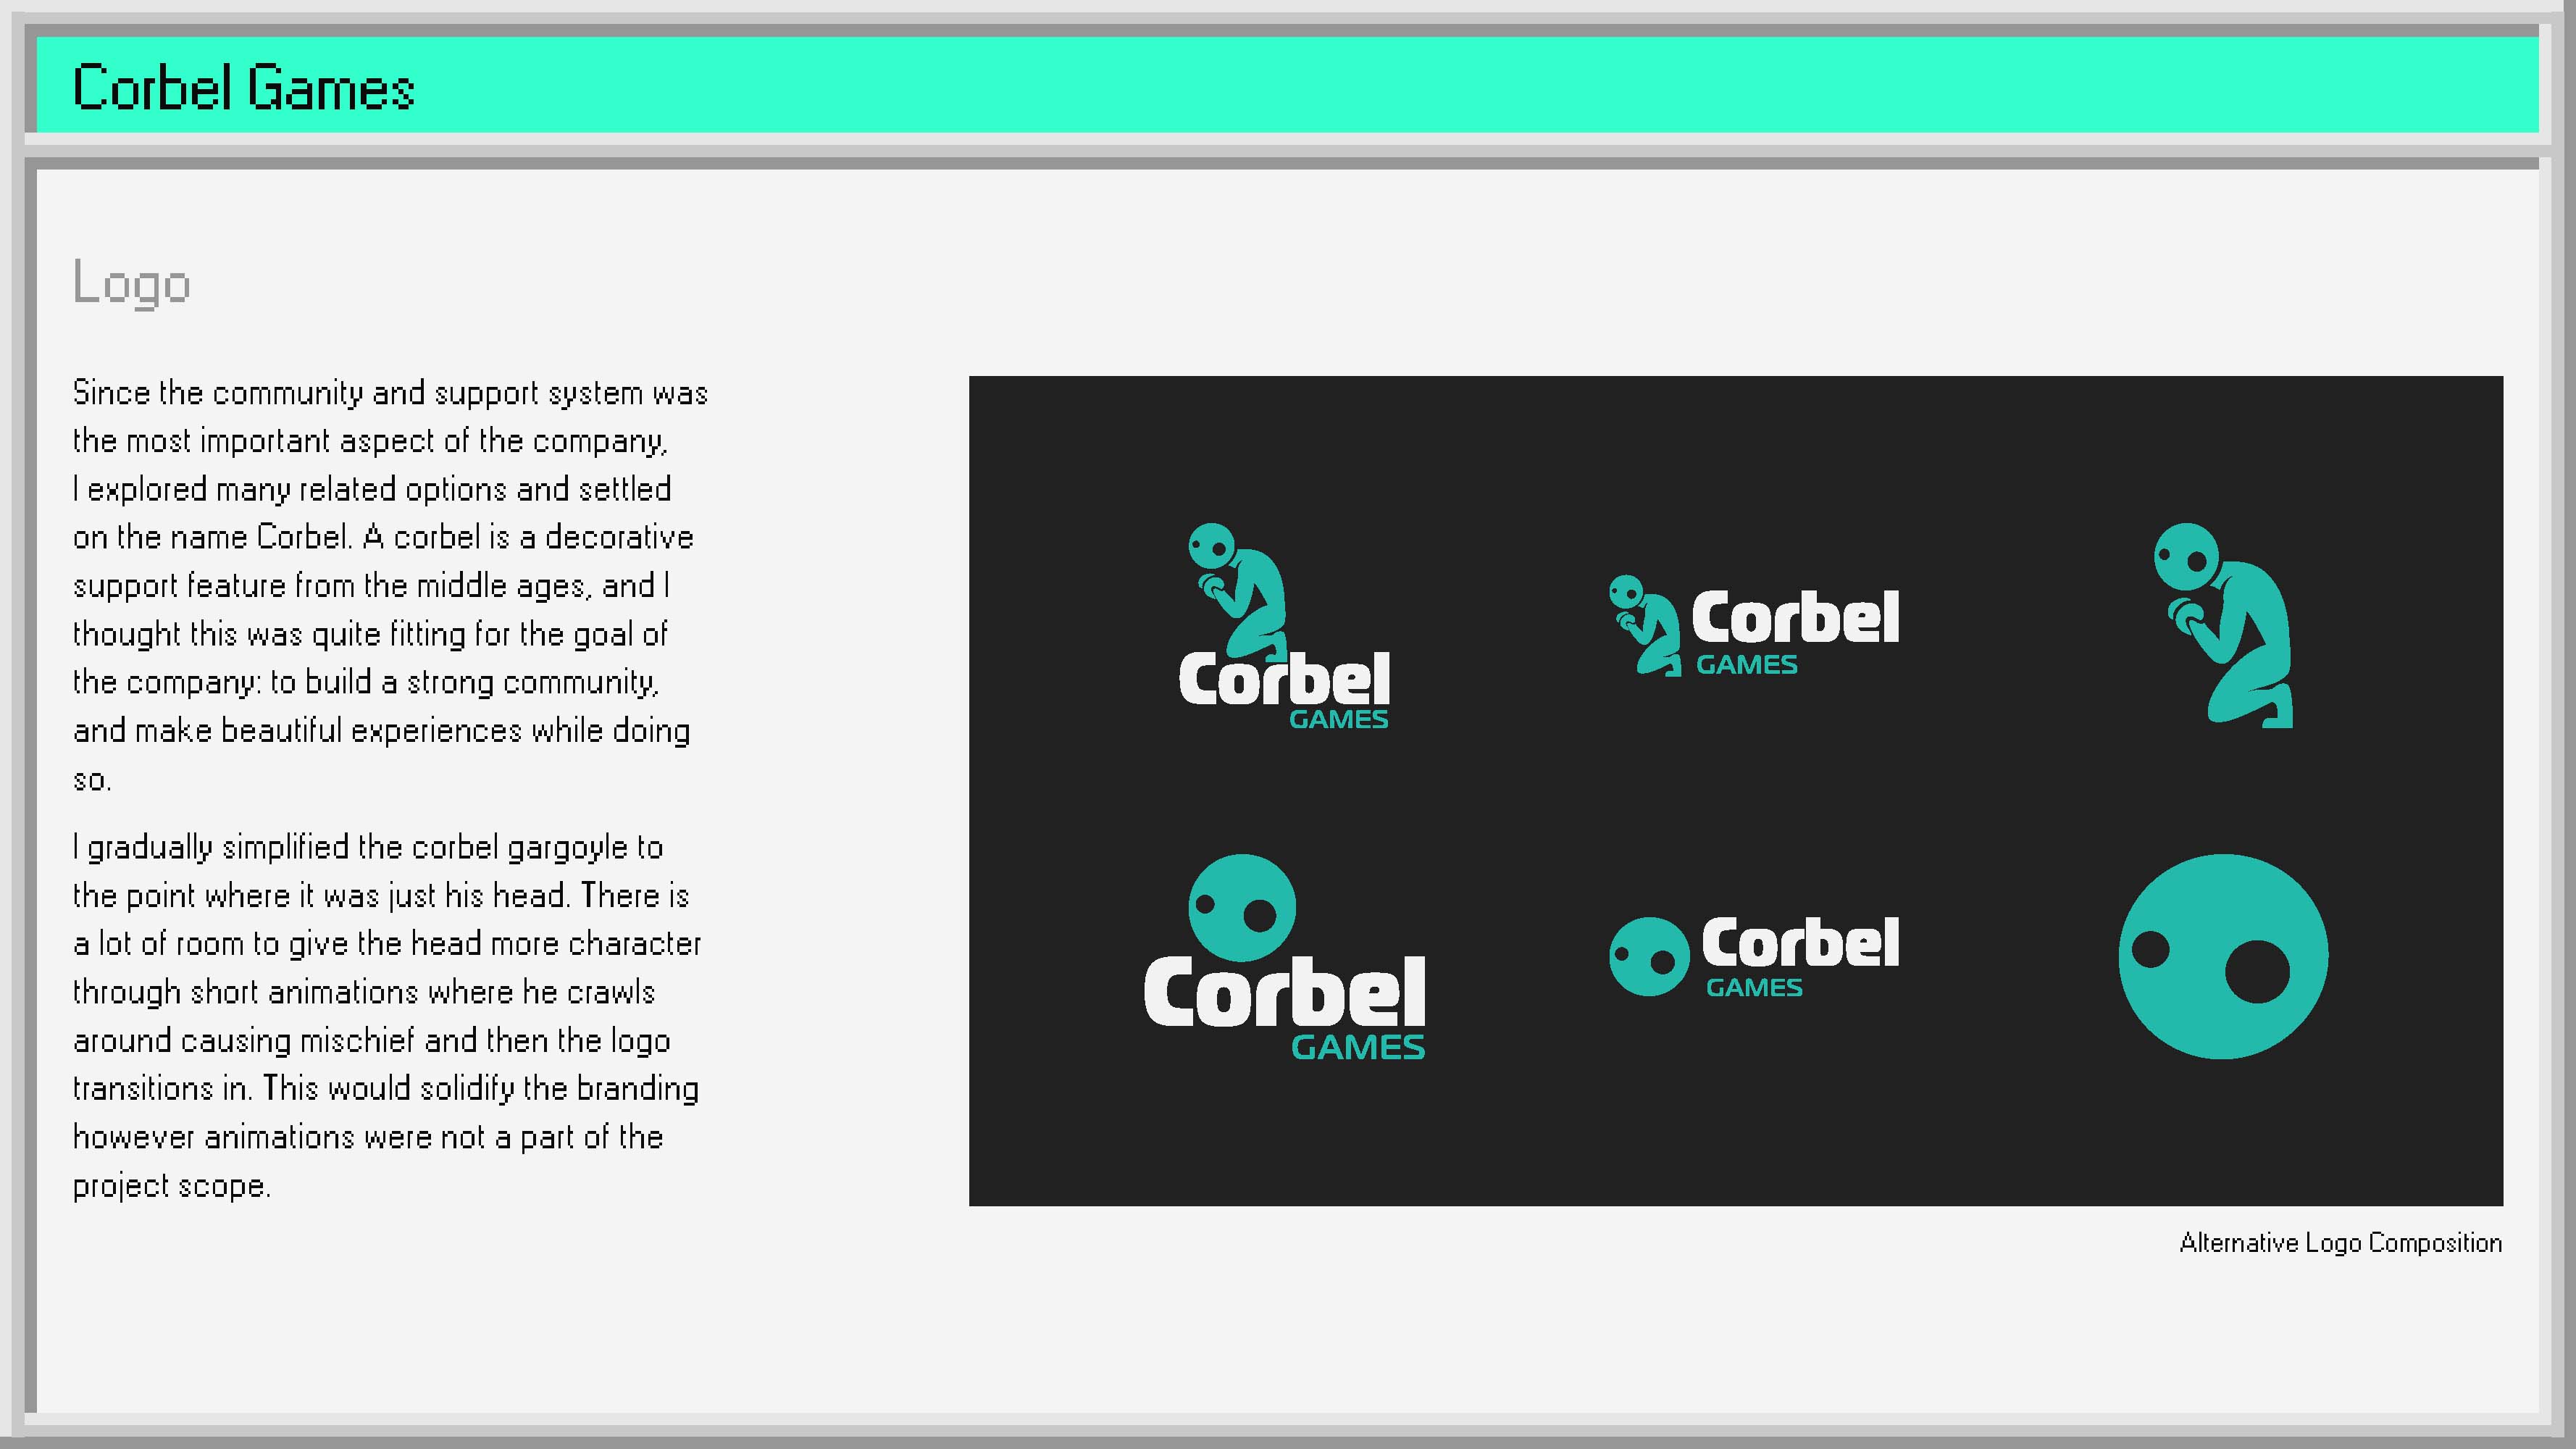 Corbel Games
Logo
Since the community and support system was
the most important aspect of the company,
I explored many related options and settled
on the name Corbel. A corbel is a decorative
support feature from the middle ages, and I
thought this was quite fitting for the goal of
the company: to build a strong community,
and make beautiful experiences while doing
so.
I gradually simplified the corbel gargoyle to
the point where it was just his head. There is
a lot of room to give the head more character
through short animations where he crawls
around causing mischief and then the logo
transitions in. This would solidify the branding
however animations were not a part of the
project scope.
Corbel
GAMES
Corbel
GAMES
Corbel
GAMES
Corbel
GAMES
Alternative Logo Composition